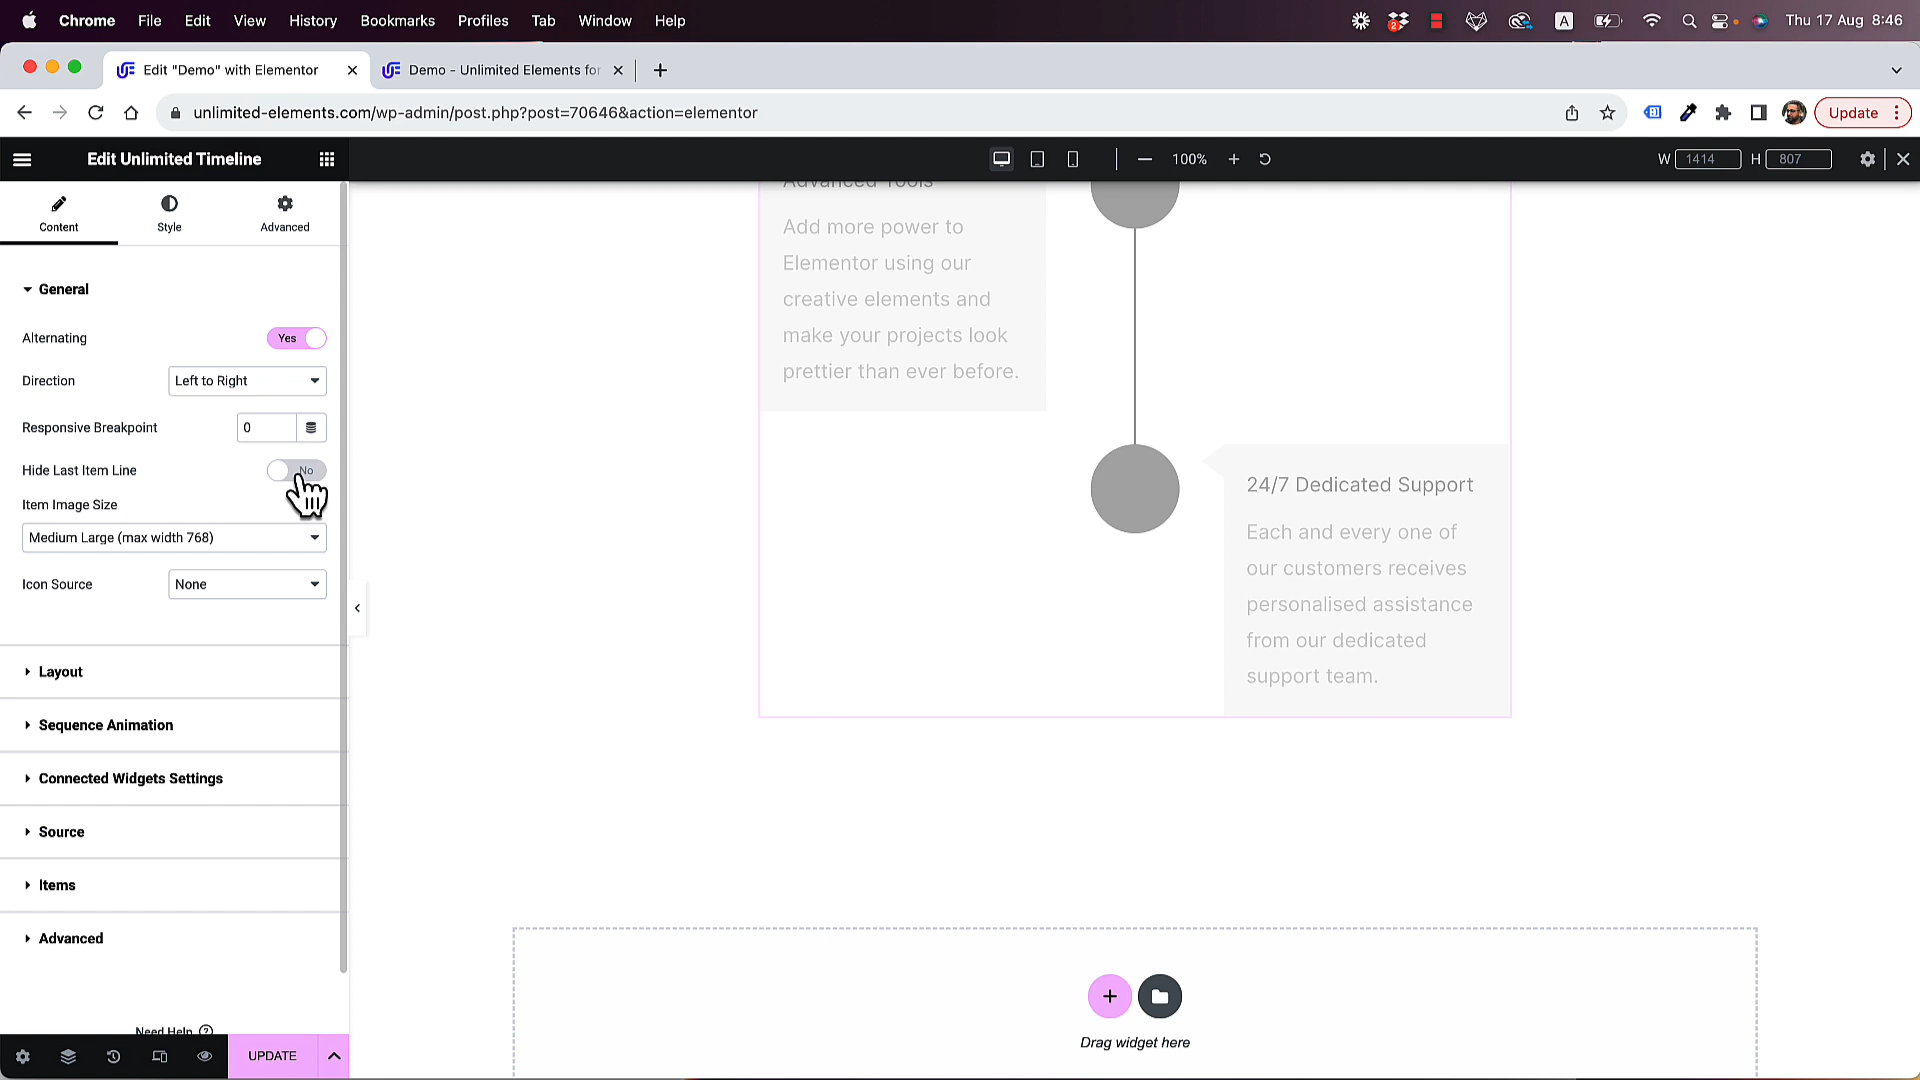 Chrome File Edit View History Bookmarks Profiles Tab Window Help
2 A Thu 17 Aug 8:46
Edit "Demo" with Elementor
Demo - Unlimited Elements for
unlimited-elements.com/wp-admin/post.php?post=70646&action=elementor
Update
Edit Unlimited Timeline
100%
W 1414 H 807
Content Style Advanced
General
Alternating Yes
Direction Left to Right
Responsive Breakpoint 0
Hide Last Item Line No
Item Image Size
Medium Large (max width 768)
Icon Source None
Layout
Sequence Animation
Connected Widgets Settings
Source
Items
Advanced
Need Help ?
UPDATE
Advanced Tools
Add more power to
Elementor using our
creative elements and
make your projects look
prettier than ever before.
24/7 Dedicated Support
Each and every one of
our customers receives
personalised assistance
from our dedicated
support team.
Drag widget here